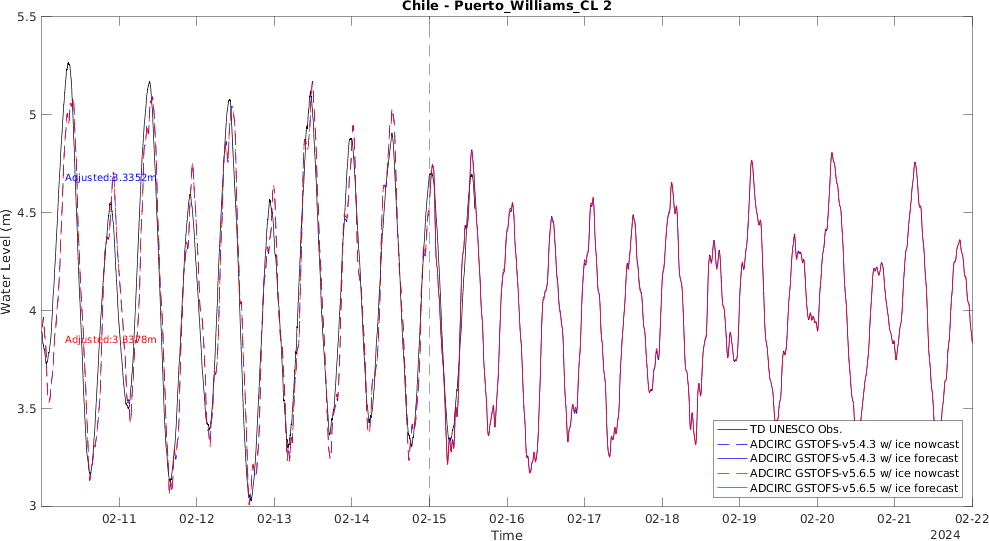 Chile - Puerto_Williams_CL 2
5.5
5
4.5
4
3.5
3
Water Level (m)
Adjusted:3.3352m
Adjusted:3.3378m
TD UNESCO Obs.
ADCIRC GSTOFS-v5.4.3 w/ ice nowcast
ADCIRC GSTOFS-v5.4.3 w/ ice forecast
ADCIRC GSTOFS-v5.6.5 w/ ice nowcast
ADCIRC GSTOFS-v5.6.5 w/ ice forecast
02-11 02-12 02-13 02-14 02-15 02-16 02-17 02-18 02-19 02-20 02-21 02-22
Time
2024